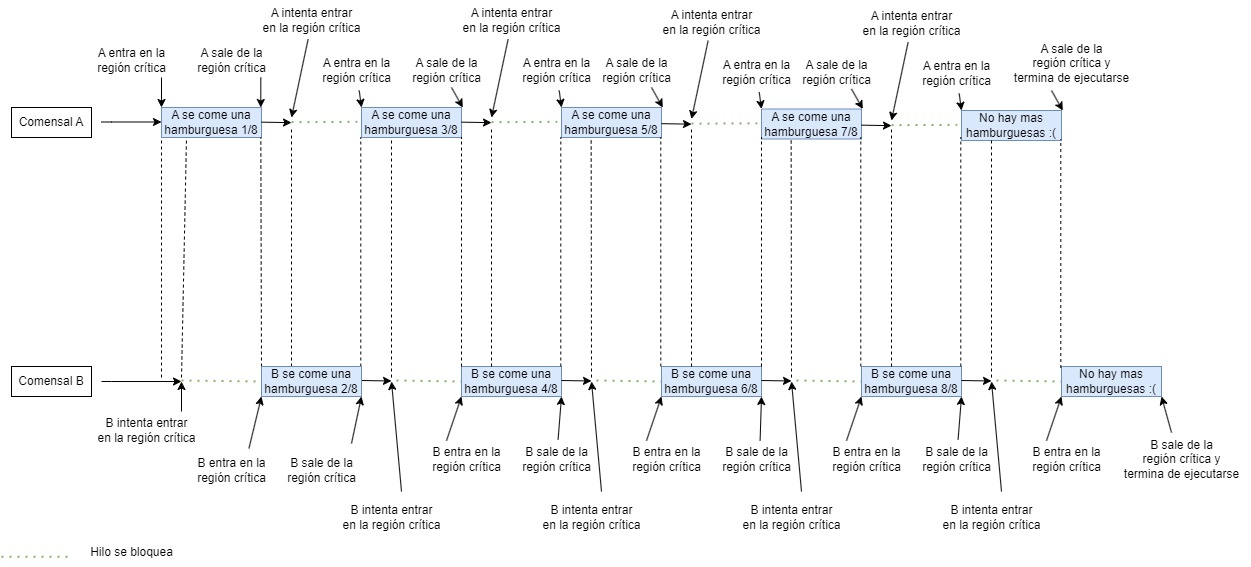 A intenta entrar
en la región crítica
A intenta entrar
en la región crítica
A intenta entrar
en la región crítica
A intenta entrar
en la región crítica
A entra en la
región crítica
A sale de la
región crítica
A entra en la
región crítica
A sale de la
región crítica
A entra en la
región crítica
A sale de la
región crítica
A entra en la
región crítica
A sale de la
región crítica
A entra en la
región crítica
A sale de la
región crítica y
termina de ejecutarse
Comensal A
A se come una
hamburguesa 1/8
A se come una
hamburguesa 3/8
A se come una
hamburguesa 5/8
A se come una
hamburguesa 7/8
No hay mas
hamburguesas :(
Comensal B
B se come una
hamburguesa 2/8
B se come una
hamburguesa 4/8
B se come una
hamburguesa 6/8
B se come una
hamburguesa 8/8
No hay mas
hamburguesas :(
B intenta entrar
en la región crítica
B entra en la
región crítica
B sale de la
región crítica
B entra en la
región crítica
B sale de la
región crítica
B entra en la
región crítica
B sale de la
región crítica
B entra en la
región crítica
B sale de la
región crítica
B entra en la
región crítica
B sale de la
región crítica y
termina de ejecutarse
B intenta entrar
en la región crítica
B intenta entrar
en la región crítica
B intenta entrar
en la región crítica
B intenta entrar
en la región crítica
Hilo se bloquea